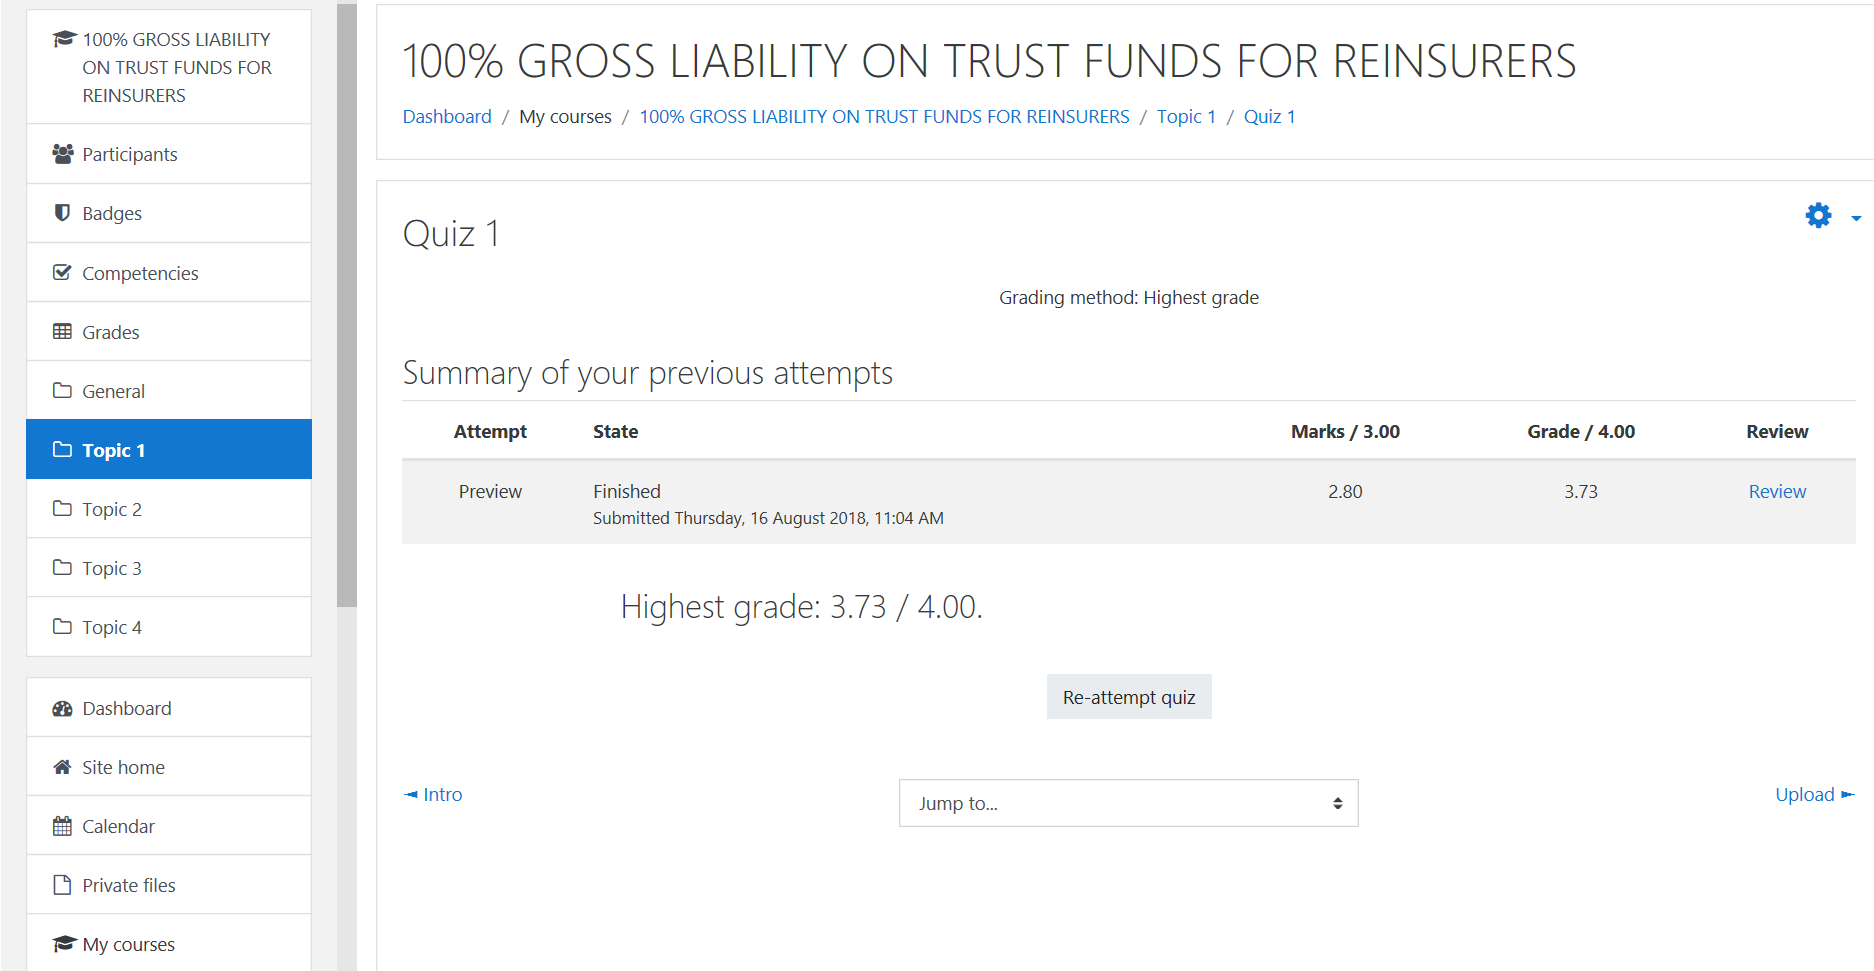 100% GROSS LIABILITY
ON TRUST FUNDS FOR
REINSURERS
Participants
Badges
Competencies
Grades
General
Topic 1
Topic 2
Topic 3
Topic 4
Dashboard
Site home
Calendar
Private files
My courses
100% GROSS LIABILITY ON TRUST FUNDS FOR REINSURERS
Dashboard / My courses / 100% GROSS LIABILITY ON TRUST FUNDS FOR REINSURERS / Topic 1 / Quiz 1
Quiz 1
Grading method: Highest grade
Summary of your previous attempts
Attempt State Marks / 3.00 Grade / 4.00 Review
Preview Finished 2.80 3.73 Review
Submitted Thursday, 16 August 2018, 11:04 AM
Highest grade: 3.73 / 4.00.
Re-attempt quiz
◄ Intro
Jump to...
Upload ►